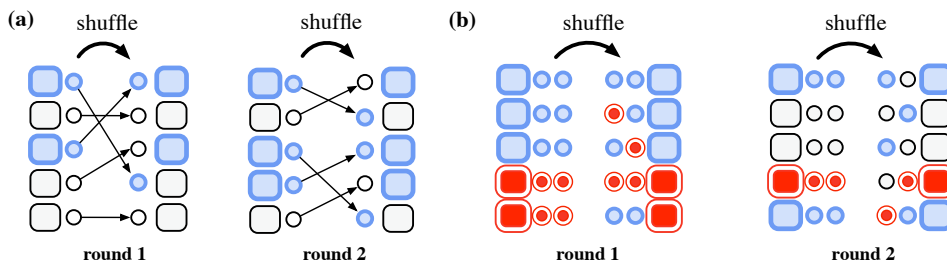 (a)
shuffle
shuffle
round 1
round 2
(b)
shuffle
shuffle
round 1
round 2